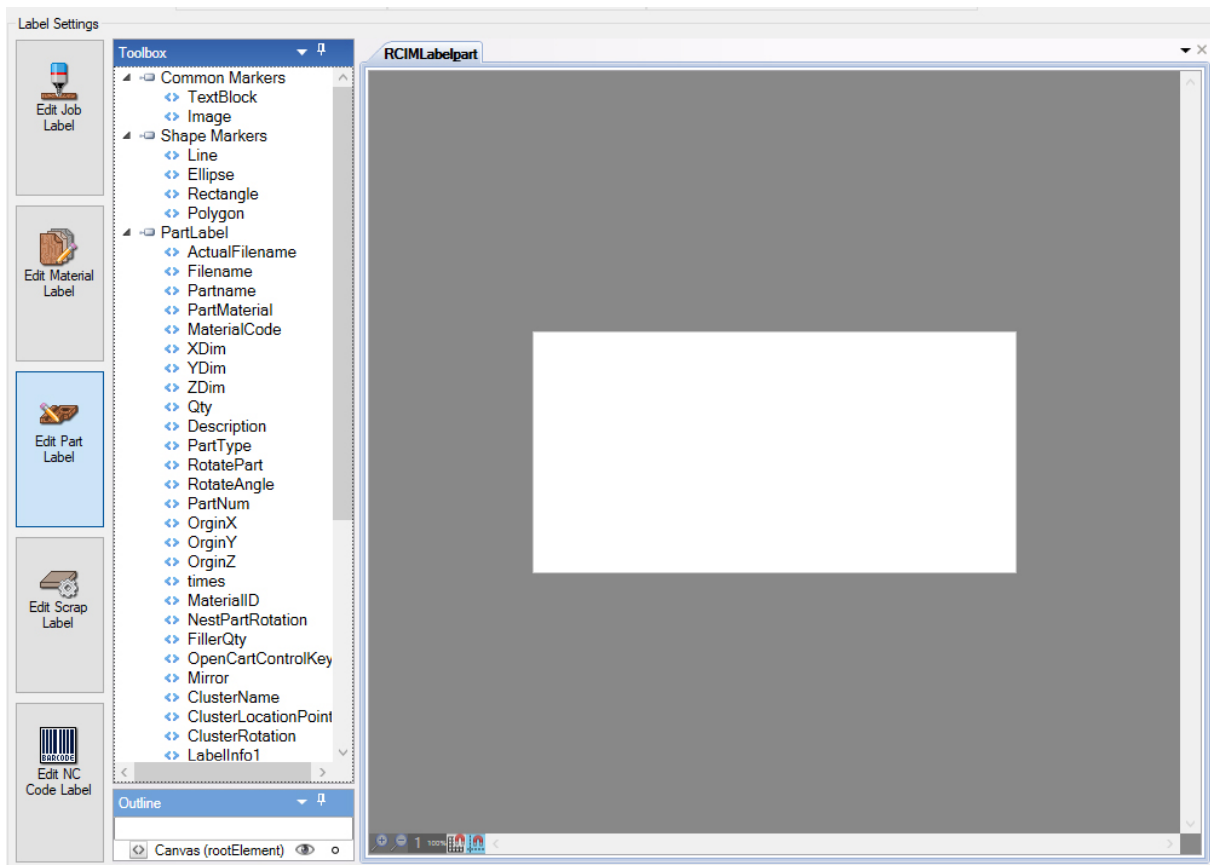 Label Settings
Edit Job
Label
Edit Material
Label
Edit Part
Label
Edit Scrap
Label
BARCODE
Edit NC
Code Label
Toolbox
Common Markers
TextBlock
Image
Shape Markers
Line
Ellipse
Rectangle
Polygon
PartLabel
ActualFilename
Filename
Partname
PartMaterial
MaterialCode
XDim
YDim
ZDim
Qty
Description
PartType
RotatePart
RotateAngle
PartNum
OrginX
OrginY
OrginZ
times
MaterialID
NestPartRotation
FillerQty
OpenCartControlKey
Mirror
ClusterName
ClusterLocationPoint
ClusterRotation
LabelInfo1
Outline
Canvas (rootElement)
RCIMLabelpart
1 100%